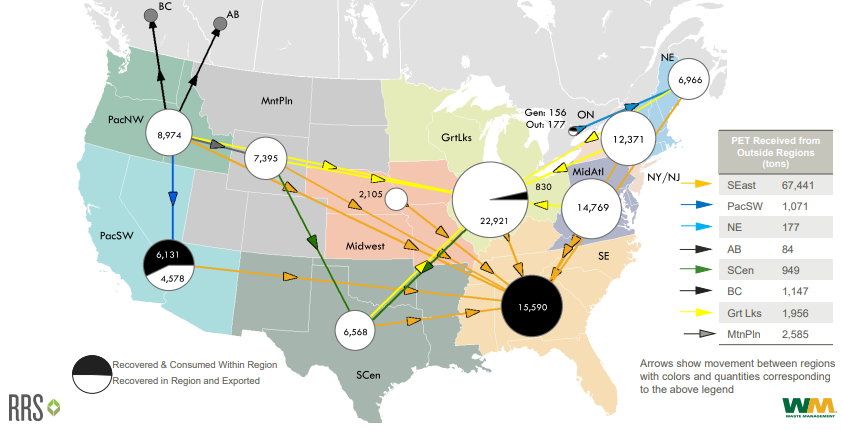 BC
AB
NE
6,966
Gen: 156
Out: 177
ON
PacNW
8,974
MntPln
GrtLks
12,371
7,395
MidAtl
NY/NJ
2,105
830
22,921
14,769
PacSW
Midwest
SE
6,131
4,578
15,590
6,568
SCen
PET Received from
Outside Regions
(tons)
SEast 67,441
PacSW 1,071
NE 177
AB 84
SCen 949
BC 1,147
Grt Lks 1,956
MtnPln 2,585
Recovered & Consumed Within Region
Recovered in Region and Exported
Arrows show movement between regions
with colors and quantities corresponding
to the above legend
RRS
WM
WASTE MANAGEMENT